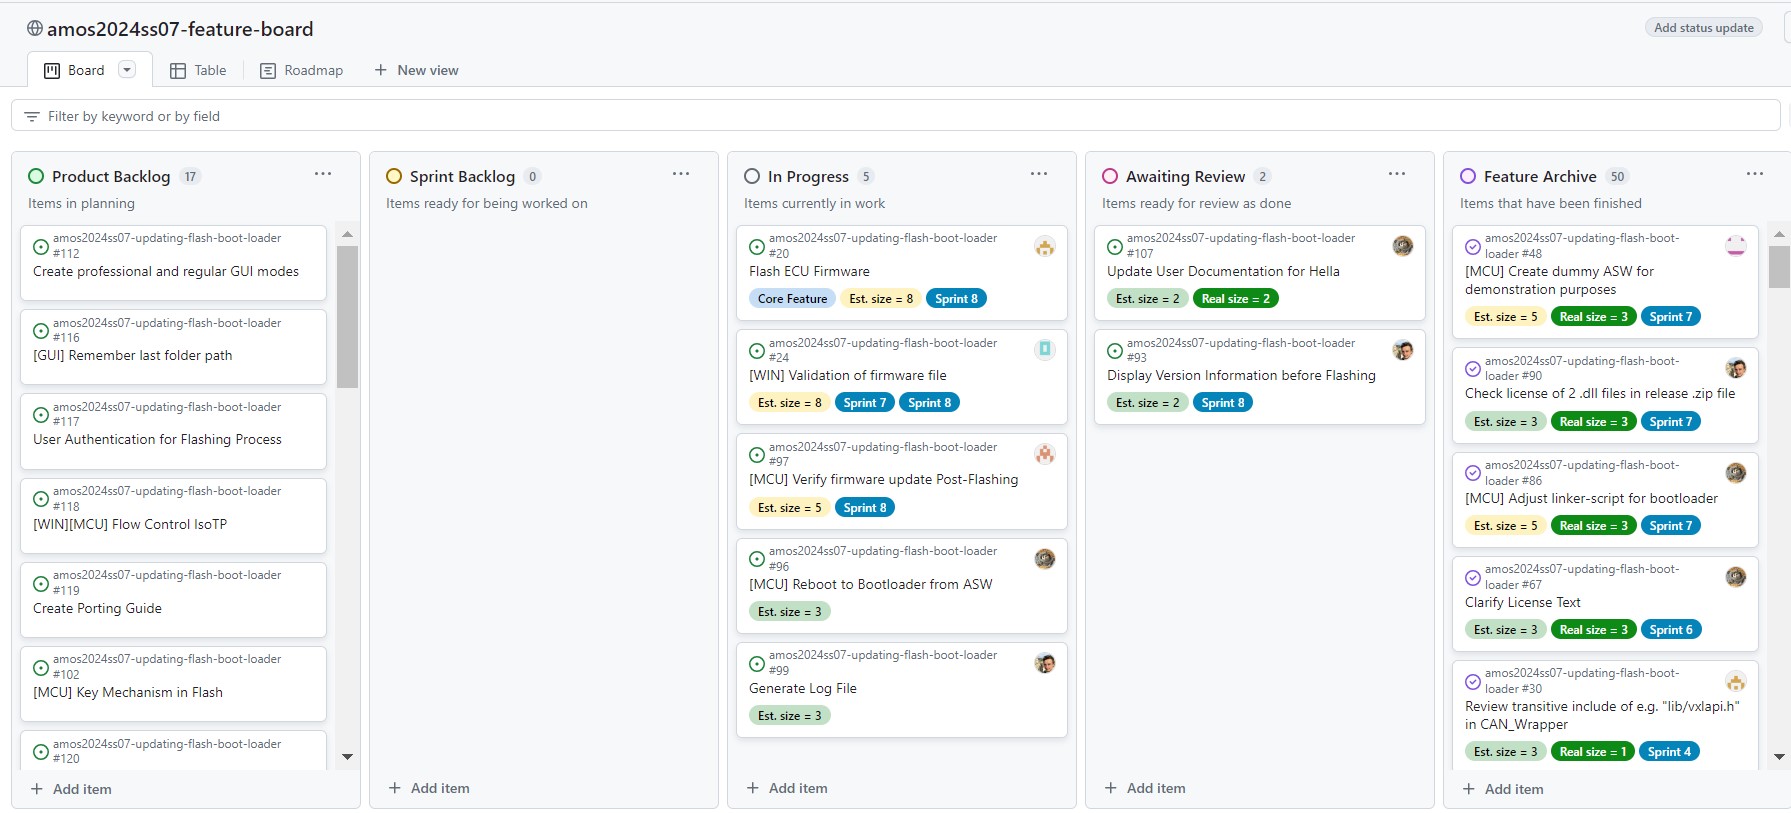 amos2024ss07-feature-board
Add status update
Board
Table
Roadmap
New view
Filter by keyword or by field
Product Backlog 17
Items in planning
amos2024ss07-updating-flash-boot-loader
#112
Create professional and regular GUI modes
amos2024ss07-updating-flash-boot-loader
#116
[GUI] Remember last folder path
amos2024ss07-updating-flash-boot-loader
#117
User Authentication for Flashing Process
amos2024ss07-updating-flash-boot-loader
#118
[WIN][MCU] Flow Control IsoTP
amos2024ss07-updating-flash-boot-loader
#119
Create Porting Guide
amos2024ss07-updating-flash-boot-loader
#102
[MCU] Key Mechanism in Flash
amos2024ss07-updating-flash-boot-loader
#120
Add item
Sprint Backlog 0
Items ready for being worked on
Add item
In Progress 5
Items currently in work
amos2024ss07-updating-flash-boot-loader
#20
Flash ECU Firmware
Core Feature Est. size = 8 Sprint 8
amos2024ss07-updating-flash-boot-loader
#24
[WIN] Validation of firmware file
Est. size = 8 Sprint 7 Sprint 8
amos2024ss07-updating-flash-boot-loader
#97
[MCU] Verify firmware update Post-Flashing
Est. size = 5 Sprint 8
amos2024ss07-updating-flash-boot-loader
#96
[MCU] Reboot to Bootloader from ASW
Est. size = 3
amos2024ss07-updating-flash-boot-loader
#99
Generate Log File
Est. size = 3
Add item
Awaiting Review 2
Items ready for review as done
amos2024ss07-updating-flash-boot-loader
#107
Update User Documentation for Hella
Est. size = 2 Real size = 2
amos2024ss07-updating-flash-boot-loader
#93
Display Version Information before Flashing
Est. size = 2 Sprint 8
Add item
Feature Archive 50
Items that have been finished
amos2024ss07-updating-flash-boot-
loader #48
[MCU] Create dummy ASW for
demonstration purposes
Est. size = 5 Real size = 3 Sprint 7
amos2024ss07-updating-flash-boot-
loader #90
Check license of 2 .dll files in release .zip file
Est. size = 3 Real size = 3 Sprint 7
amos2024ss07-updating-flash-boot-
loader #86
[MCU] Adjust linker-script for bootloader
Est. size = 5 Real size = 3 Sprint 7
amos2024ss07-updating-flash-boot-
loader #67
Clarify License Text
Est. size = 3 Real size = 3 Sprint 6
amos2024ss07-updating-flash-boot-
loader #30
Review transitive include of e.g. "lib/vxlapi.h"
in CAN_Wrapper
Est. size = 3 Real size = 1 Sprint 4
Add item